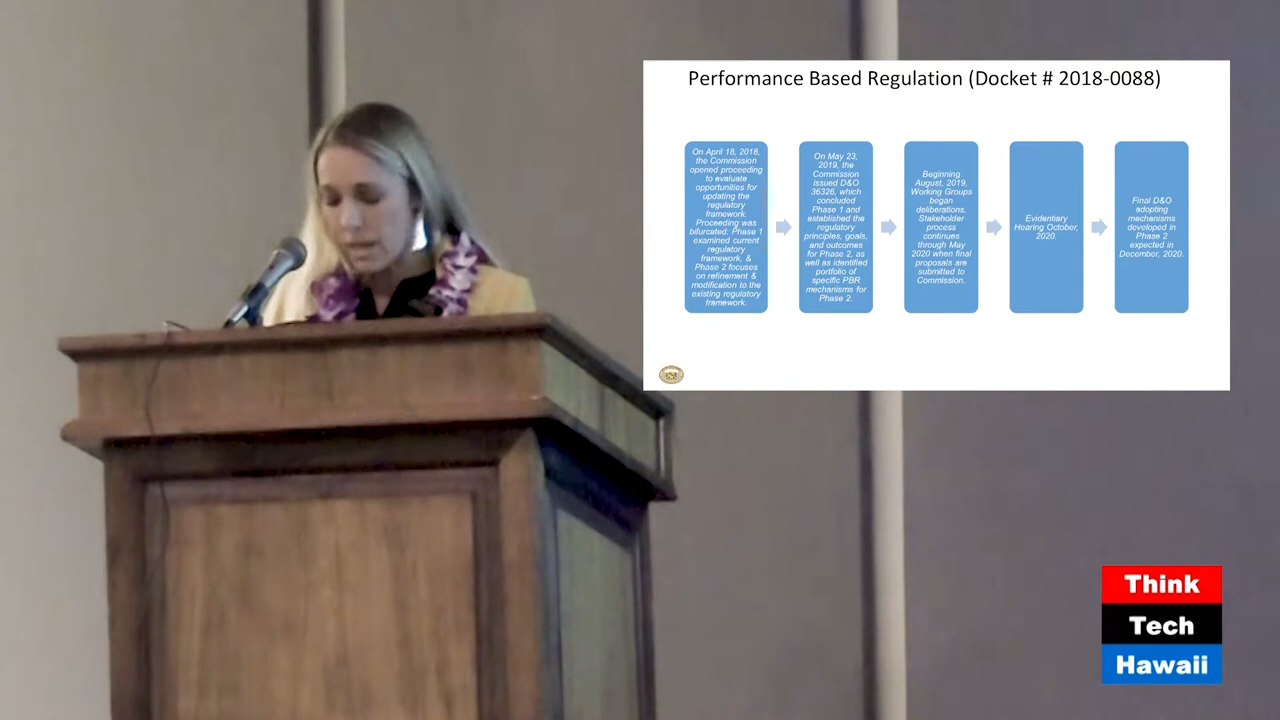 Performance Based Regulation (Docket # 2018-0088)
On April 18, 2018,
the Commission
opened proceeding
to evaluate
opportunities for
updating the
regulatory
framework.
Proceeding was
bifurcated: Phase 1
examined current
regulatory
framework, &
Phase 2 focuses
on refinement &
modification to the
existing regulatory
framework.
On May 23,
2019, the
Commission
issued D&O
36326, which
concluded
Phase 1 and
established the
regulatory
principles, goals,
and outcomes
for Phase 2, as
well as identified
portfolio of
specific PBR
mechanisms for
Phase 2.
Beginning
August, 2019,
Working Groups
began
deliberations.
Stakeholder
process
continues
through May
2020 when final
proposals are
submitted to
Commission.
Evidentiary
Hearing October,
2020.
Final D&O
adopting
mechanisms
developed in
Phase 2
expected in
December, 2020.
Think
Tech
Hawaii